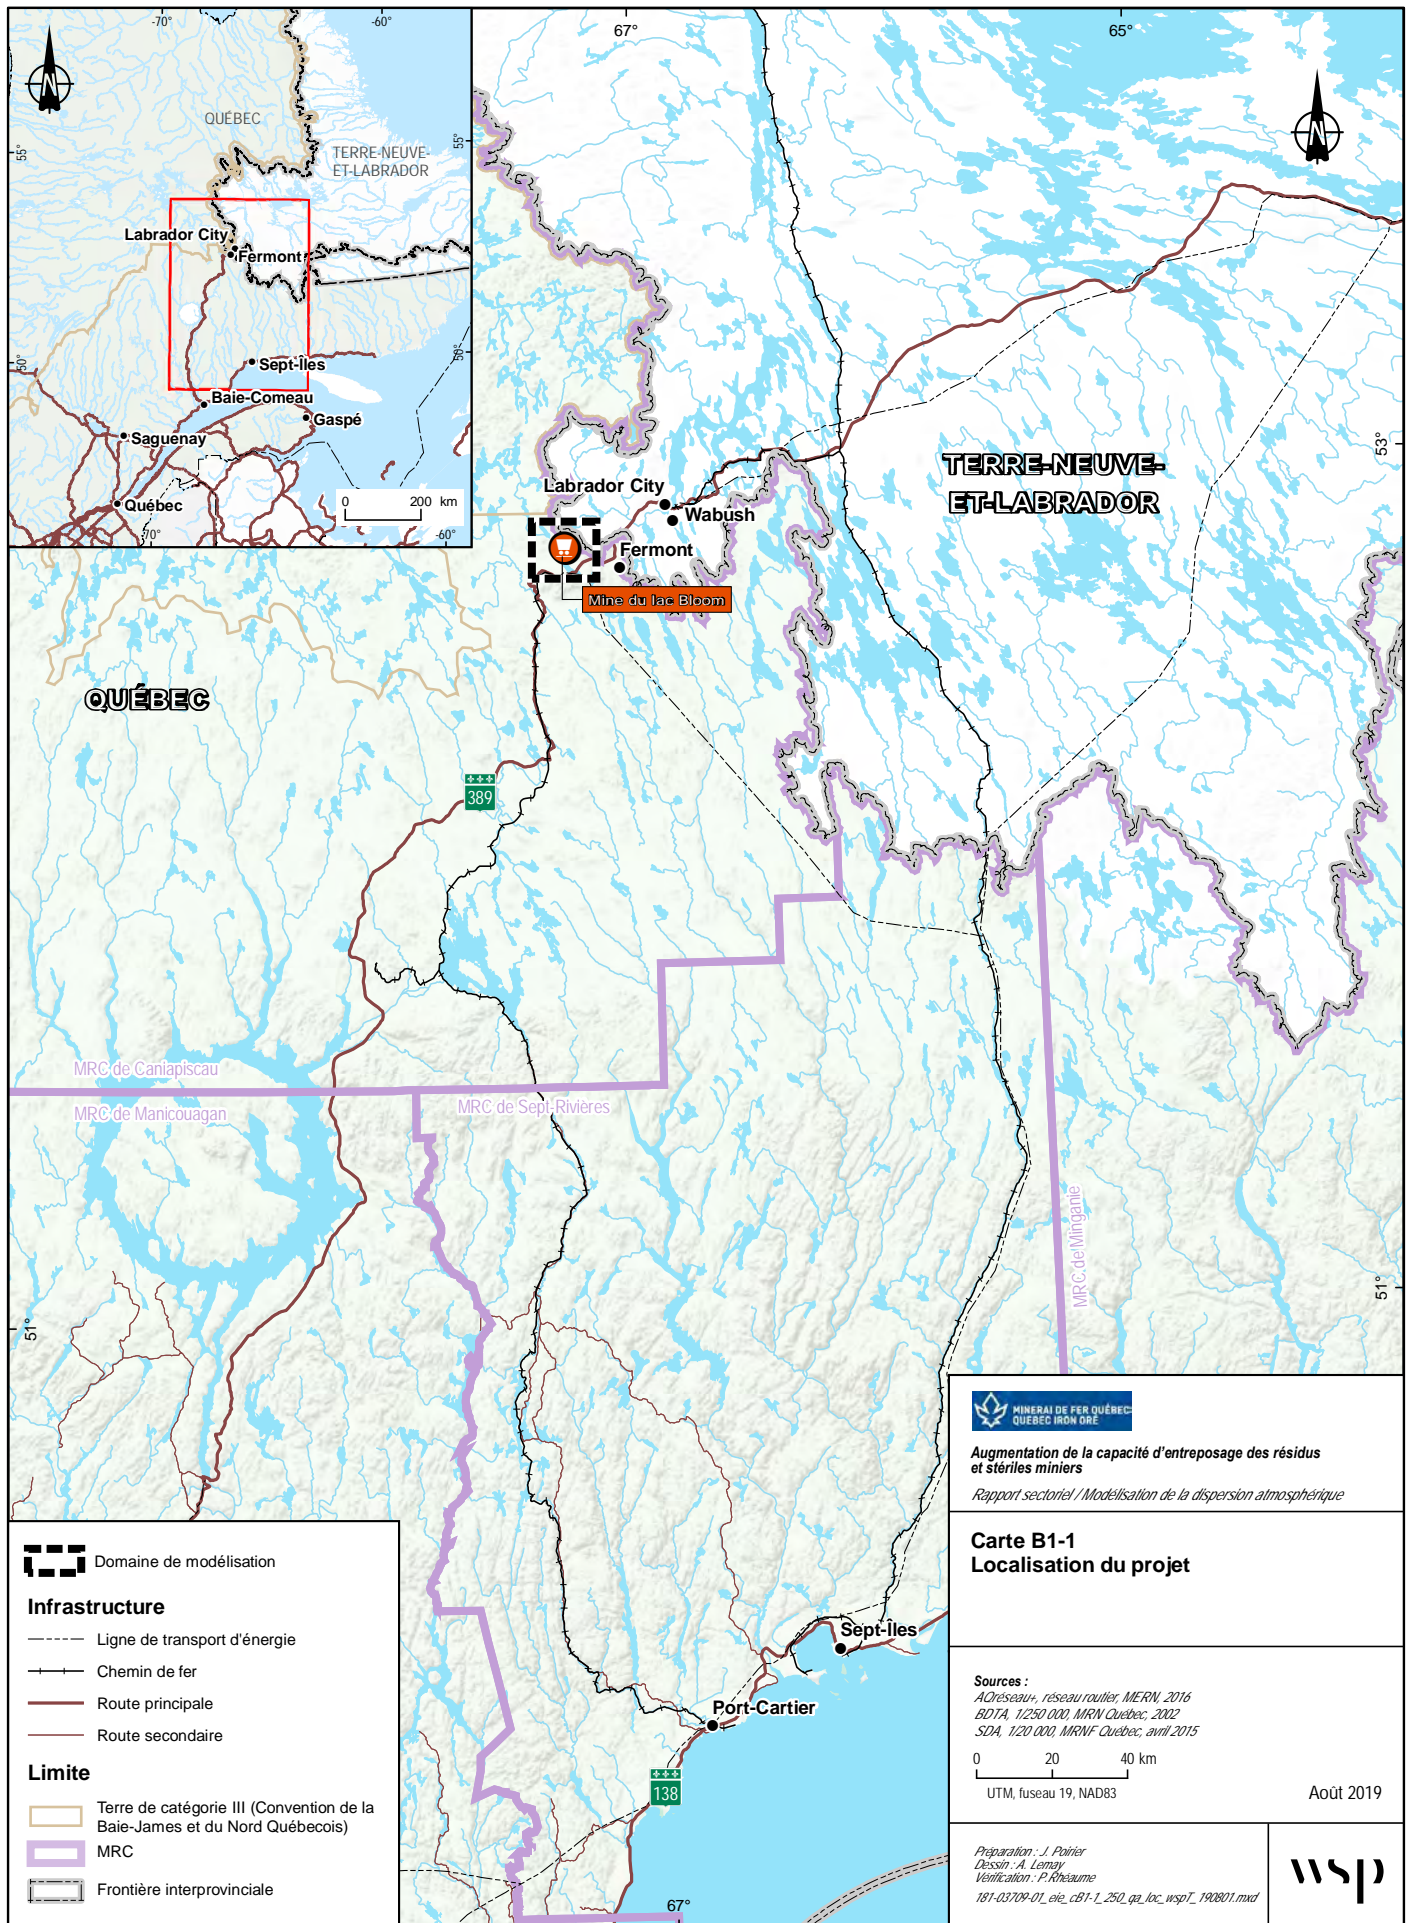 -70°
-60°
N
QUÉBEC
TERRE-NEUVE-
ET-LABRADOR
55°
55°
Labrador City
Fermont
50°
50°
Sept-Îles
Baie-Comeau
Gaspé
Saguenay
Québec
0 200 km
-70°
-60°
67°
65°
N
53°
TERRE-NEUVE-
ET-LABRADOR
Labrador City
Wabush
Fermont
Mine du lac Bloom
QUÉBEC
389
MRC de Caniapiscau
MRC de Manicouagan
MRC de Sept-Rivières
MRC de Minganie
51°
51°
Sept-Îles
Port-Cartier
138
67°
Domaine de modélisation
Infrastructure
Ligne de transport d'énergie
Chemin de fer
Route principale
Route secondaire
Limite
Terre de catégorie III (Convention de la
Baie-James et du Nord Québecois)
MRC
Frontière interprovinciale
MINERAI DE FER QUÉBEC
QUEBEC IRON ORE
Augmentation de la capacité d'entreposage des résidus
et stériles miniers
Rapport sectoriel / Modélisation de la dispersion atmosphérique
Carte B1-1
Localisation du projet
Sources :
AQréseau+, réseau routier, MERN, 2016
BDTA, 1/250 000, MRN Québec, 2002
SDA, 1/20 000, MRNF Québec, avril 2015
0 20 40 km
UTM, fuseau 19, NAD83
Août 2019
Préparation : J. Poirier
Dessin : A. Lemay
Vérification : P. Rhéaume
181-03709-01_eie_cB1-1_250_qa_loc_wspT_190801.mxd
wsp